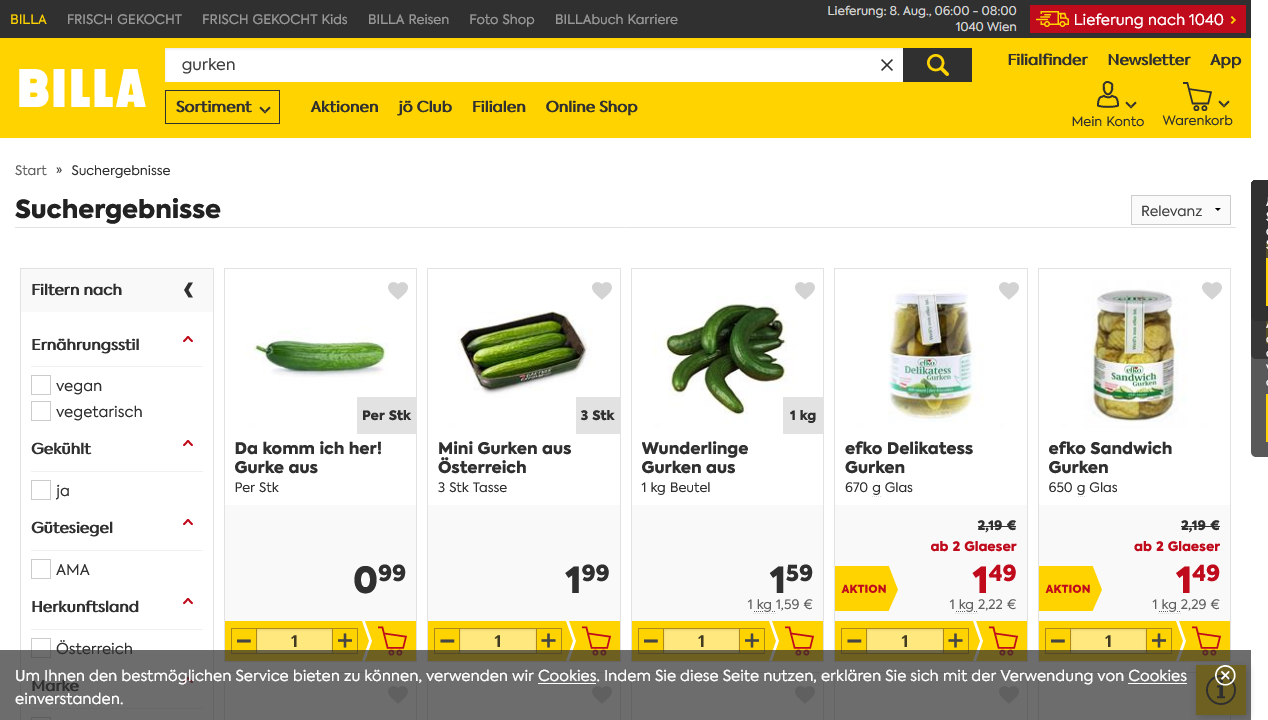 BILLA FRISCH GEKOCHT FRISCH GEKOCHT Kids BILLA Reisen Foto Shop BILLAbuch Karriere
Lieferung: 8. Aug., 06:00 - 08:00
1040 Wien
Lieferung nach 1040
BILLA
gurken
Filialfinder Newsletter App
Sortiment Aktionen jö Club Filialen Online Shop
Mein Konto Warenkorb
Start » Suchergebnisse
Suchergebnisse
Relevanz
Filtern nach
Ernährungsstil
vegan
vegetarisch
Gekühlt
ja
Gütesiegel
AMA
Herkunftsland
Österreich
Marke
Per Stk
Da komm ich her!
Gurke aus
Per Stk
0 99
1
3 Stk
Mini Gurken aus
Österreich
3 Stk Tasse
1 99
1
1 kg
Wunderlinge
Gurken aus
1 kg Beutel
1 59
1 kg 1,59 €
1
efko
Delikatess
Gurken
efko Delikatess
Gurken
670 g Glas
2,19 €
ab 2 Glaeser
AKTION
1 49
1 kg 2,22 €
1
efko
Sandwich
Gurken
efko Sandwich
Gurken
650 g Glas
2,19 €
ab 2 Glaeser
AKTION
1 49
1 kg 2,29 €
1
Um Ihnen den bestmöglichen Service bieten zu können, verwenden wir Cookies. Indem Sie diese Seite nutzen, erklären Sie sich mit der Verwendung von Cookies
einverstanden.